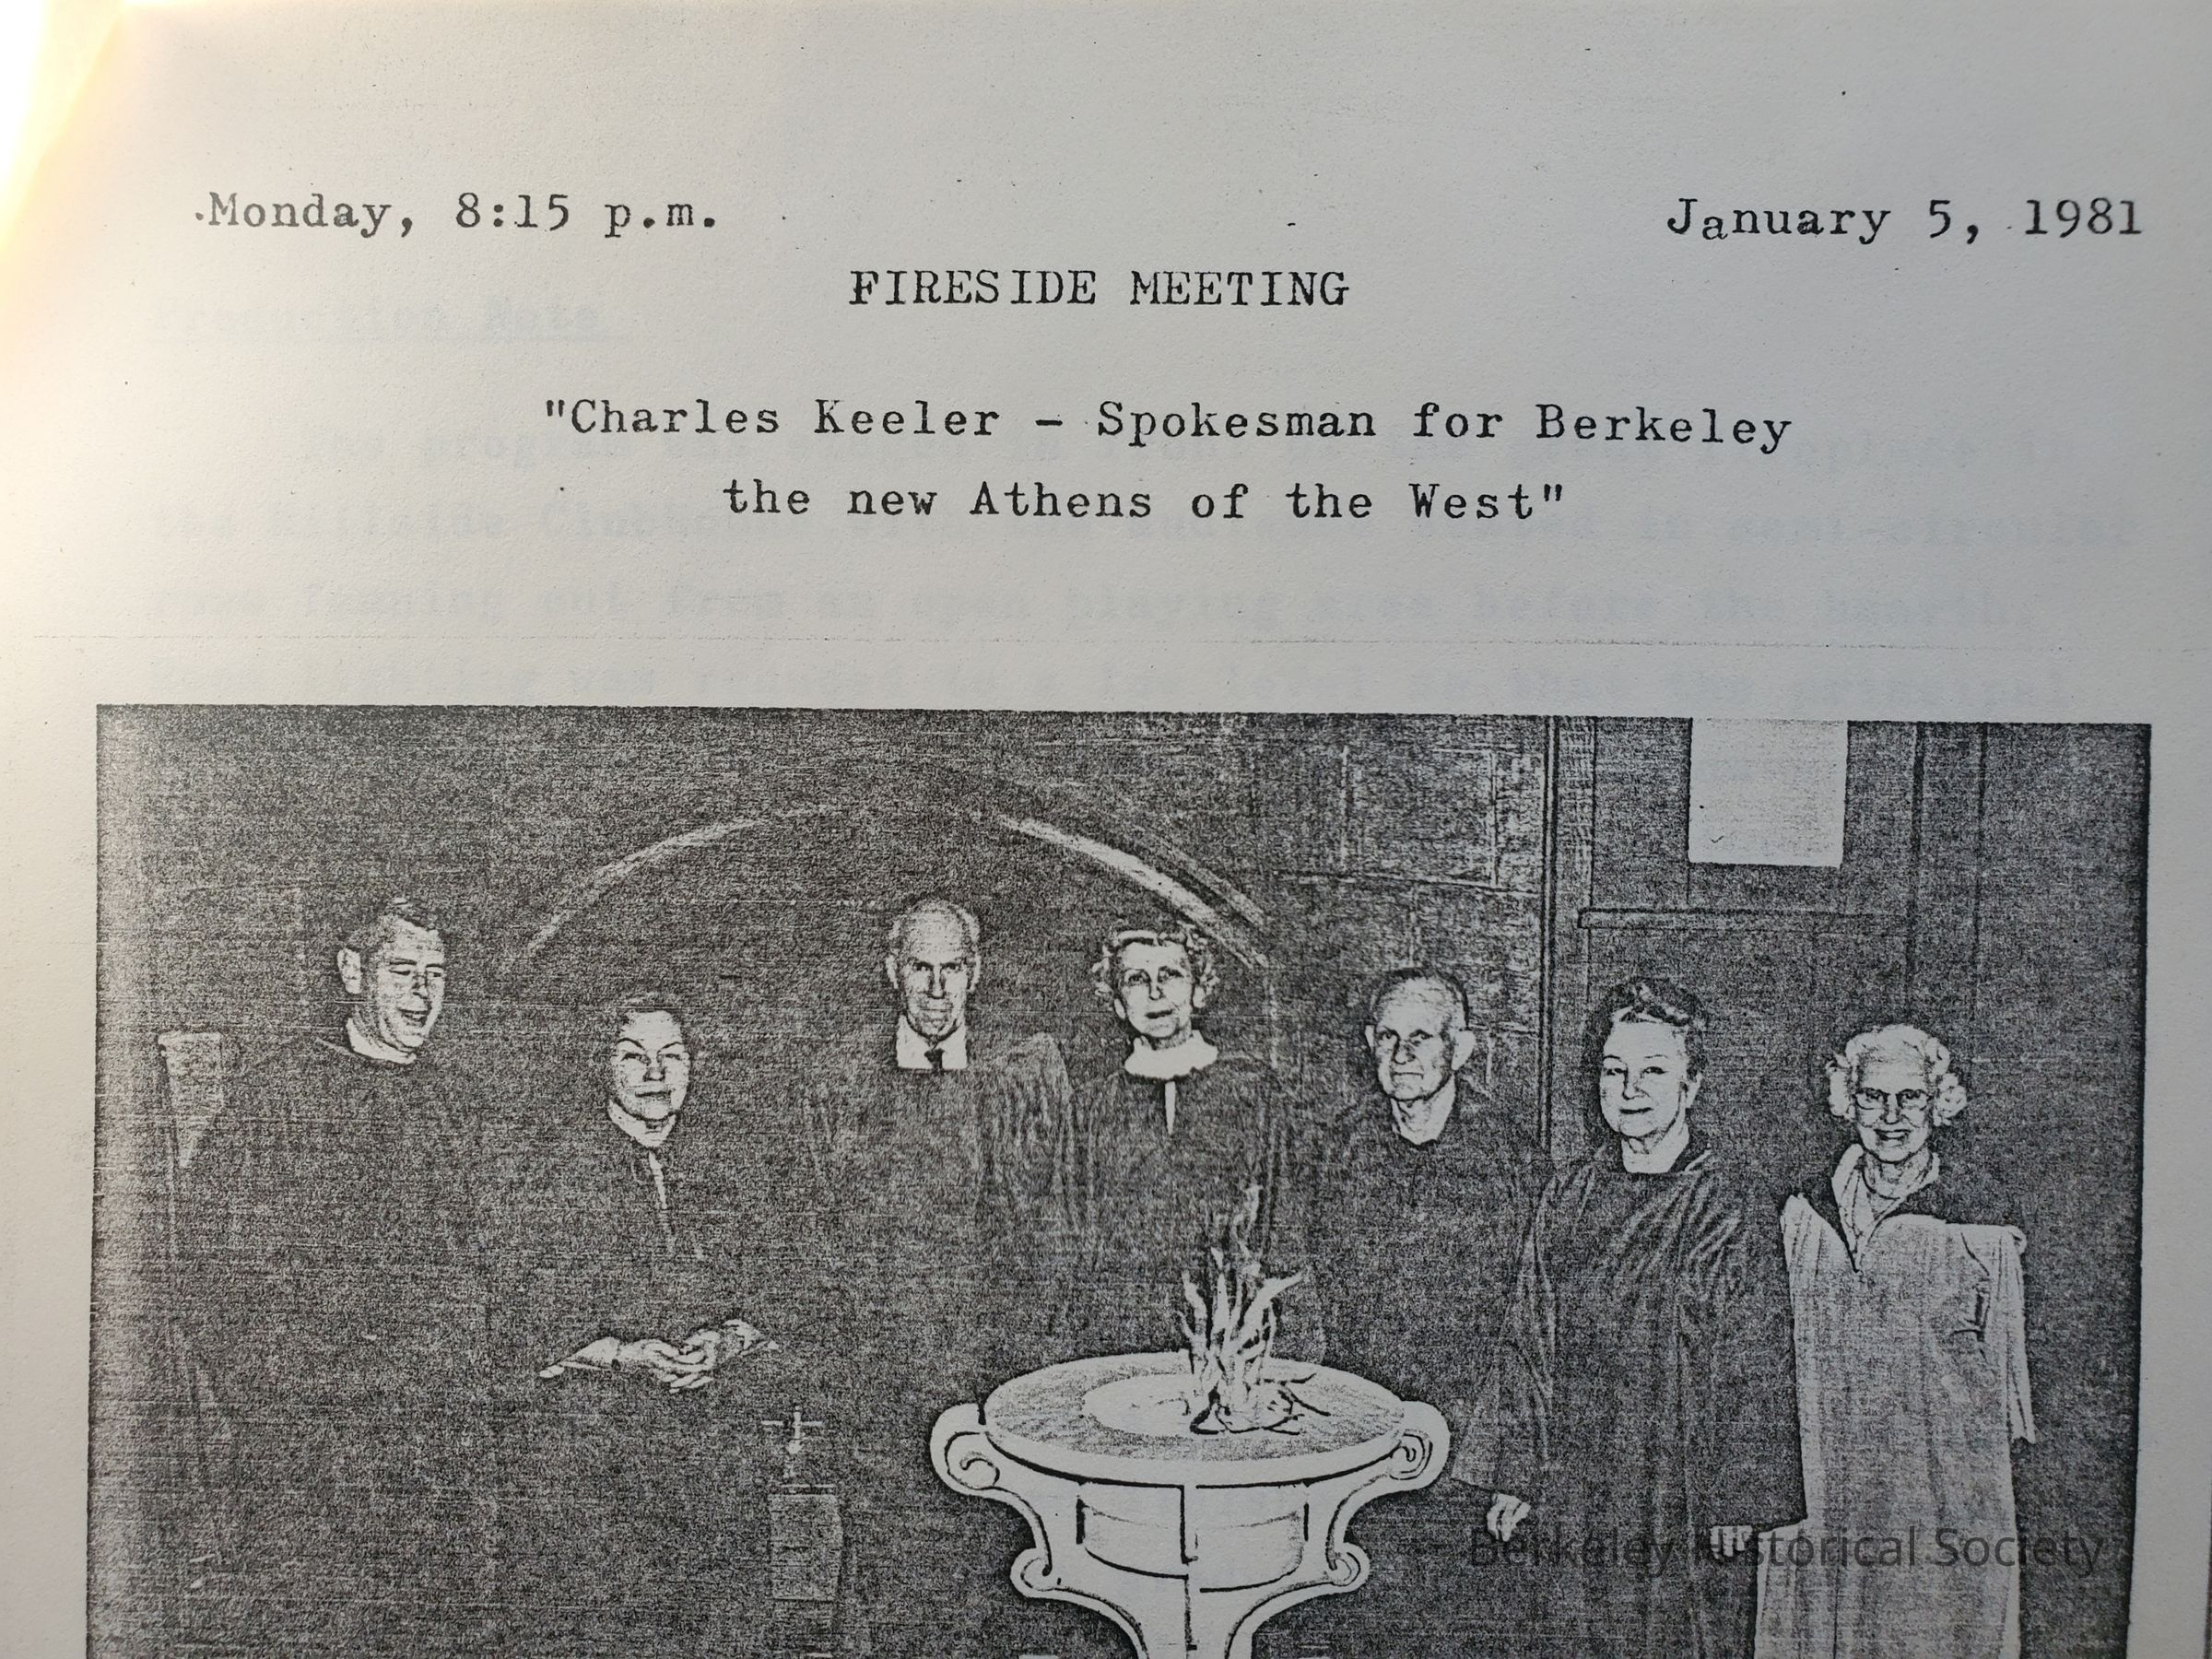 Monday, 8:15 p.m. January 5, 1981
FIRESIDE MEETING
"Charles Keeler - Spokesman for Berkeley
the new Athens of the West"
Berkeley Historical Society